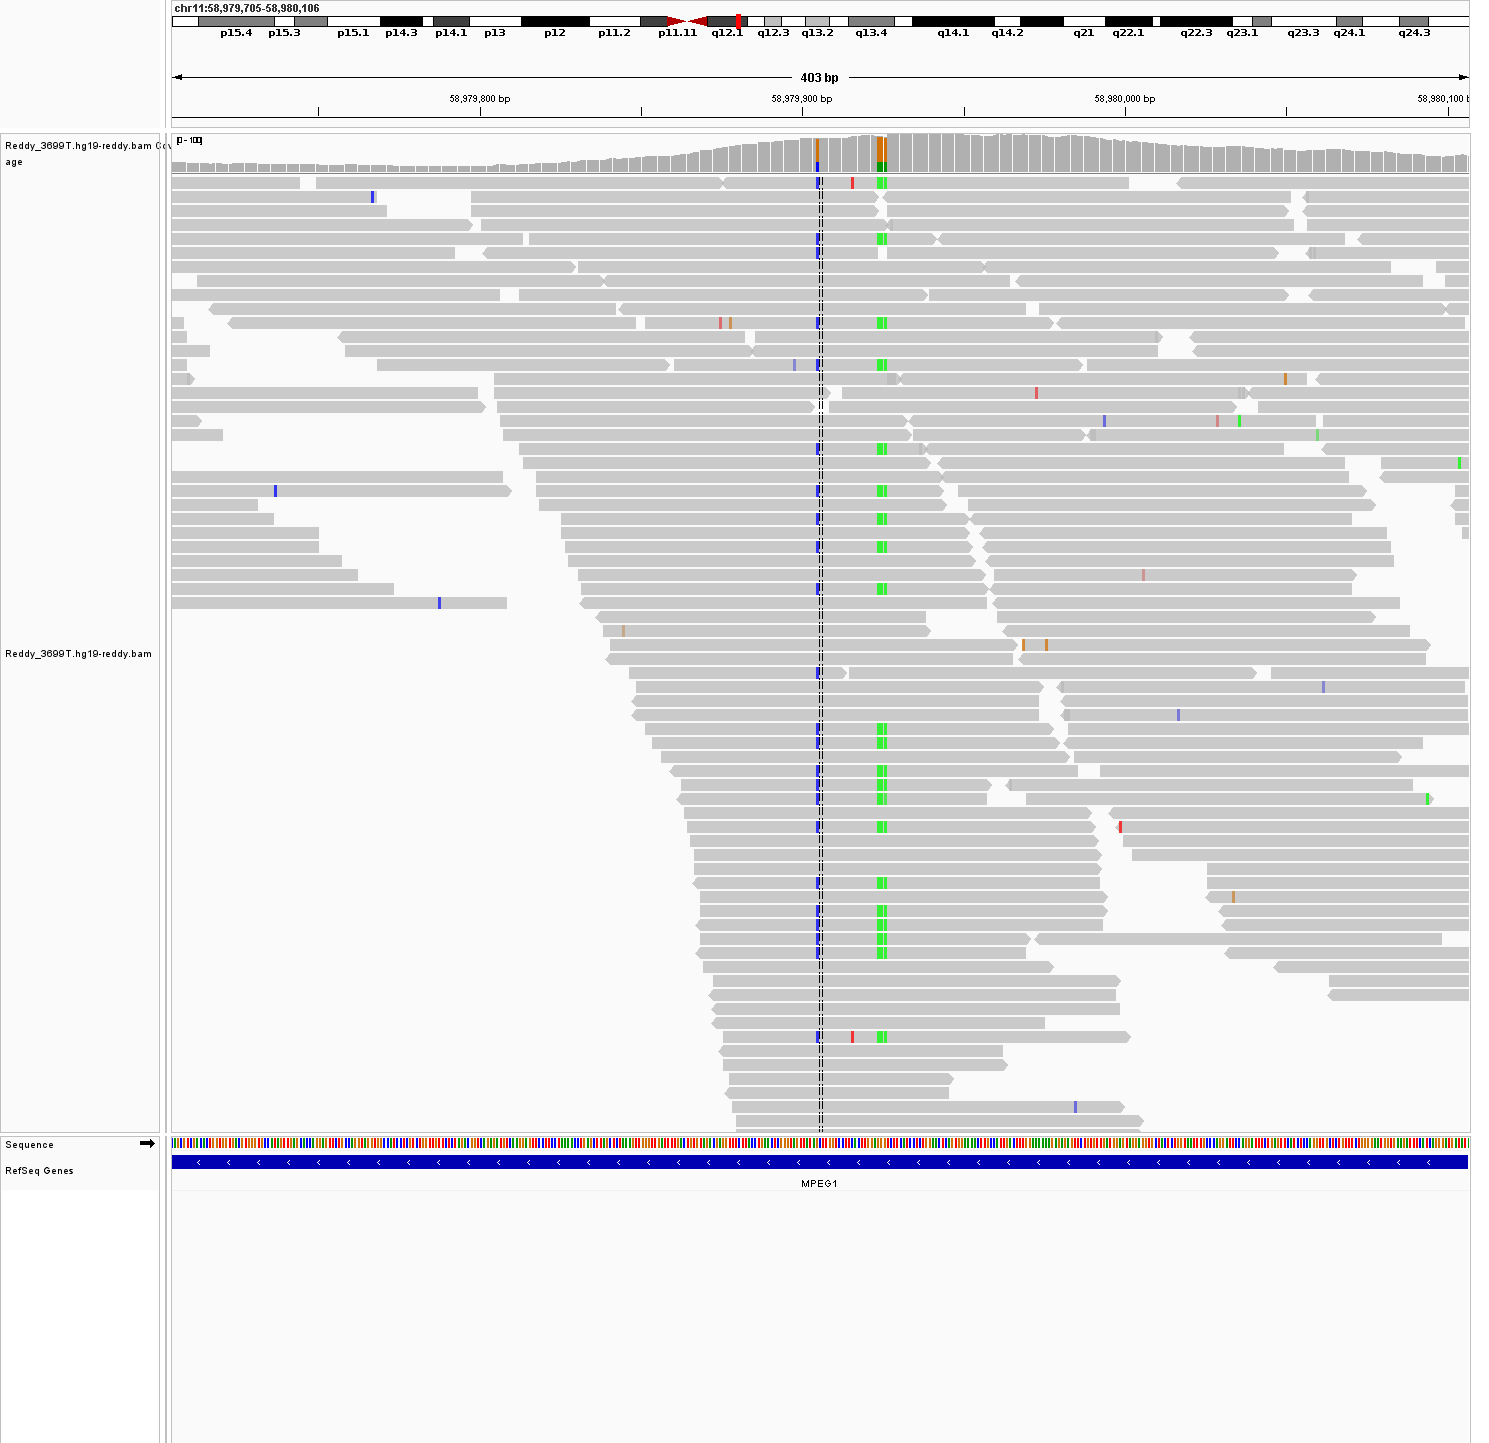 chr11:58,979,705-58,980,106
p15.4 p15.3 p15.1 p14.3 p14.1 p13 p12 p11.2 p11.11 q12.1 q12.3 q13.2 q13.4 q14.1 q14.2 q21 q22.1 q22.3 q23.1 q23.3 q24.1 q24.3
403 bp
58,979,800 bp 58,979,900 bp 58,980,000 bp 58,980,100 b
Reddy_3699T.hg19-reddy.bam Cov
age
[0 - 100]
Reddy_3699T.hg19-reddy.bam
Sequence
RefSeq Genes
MPEG1